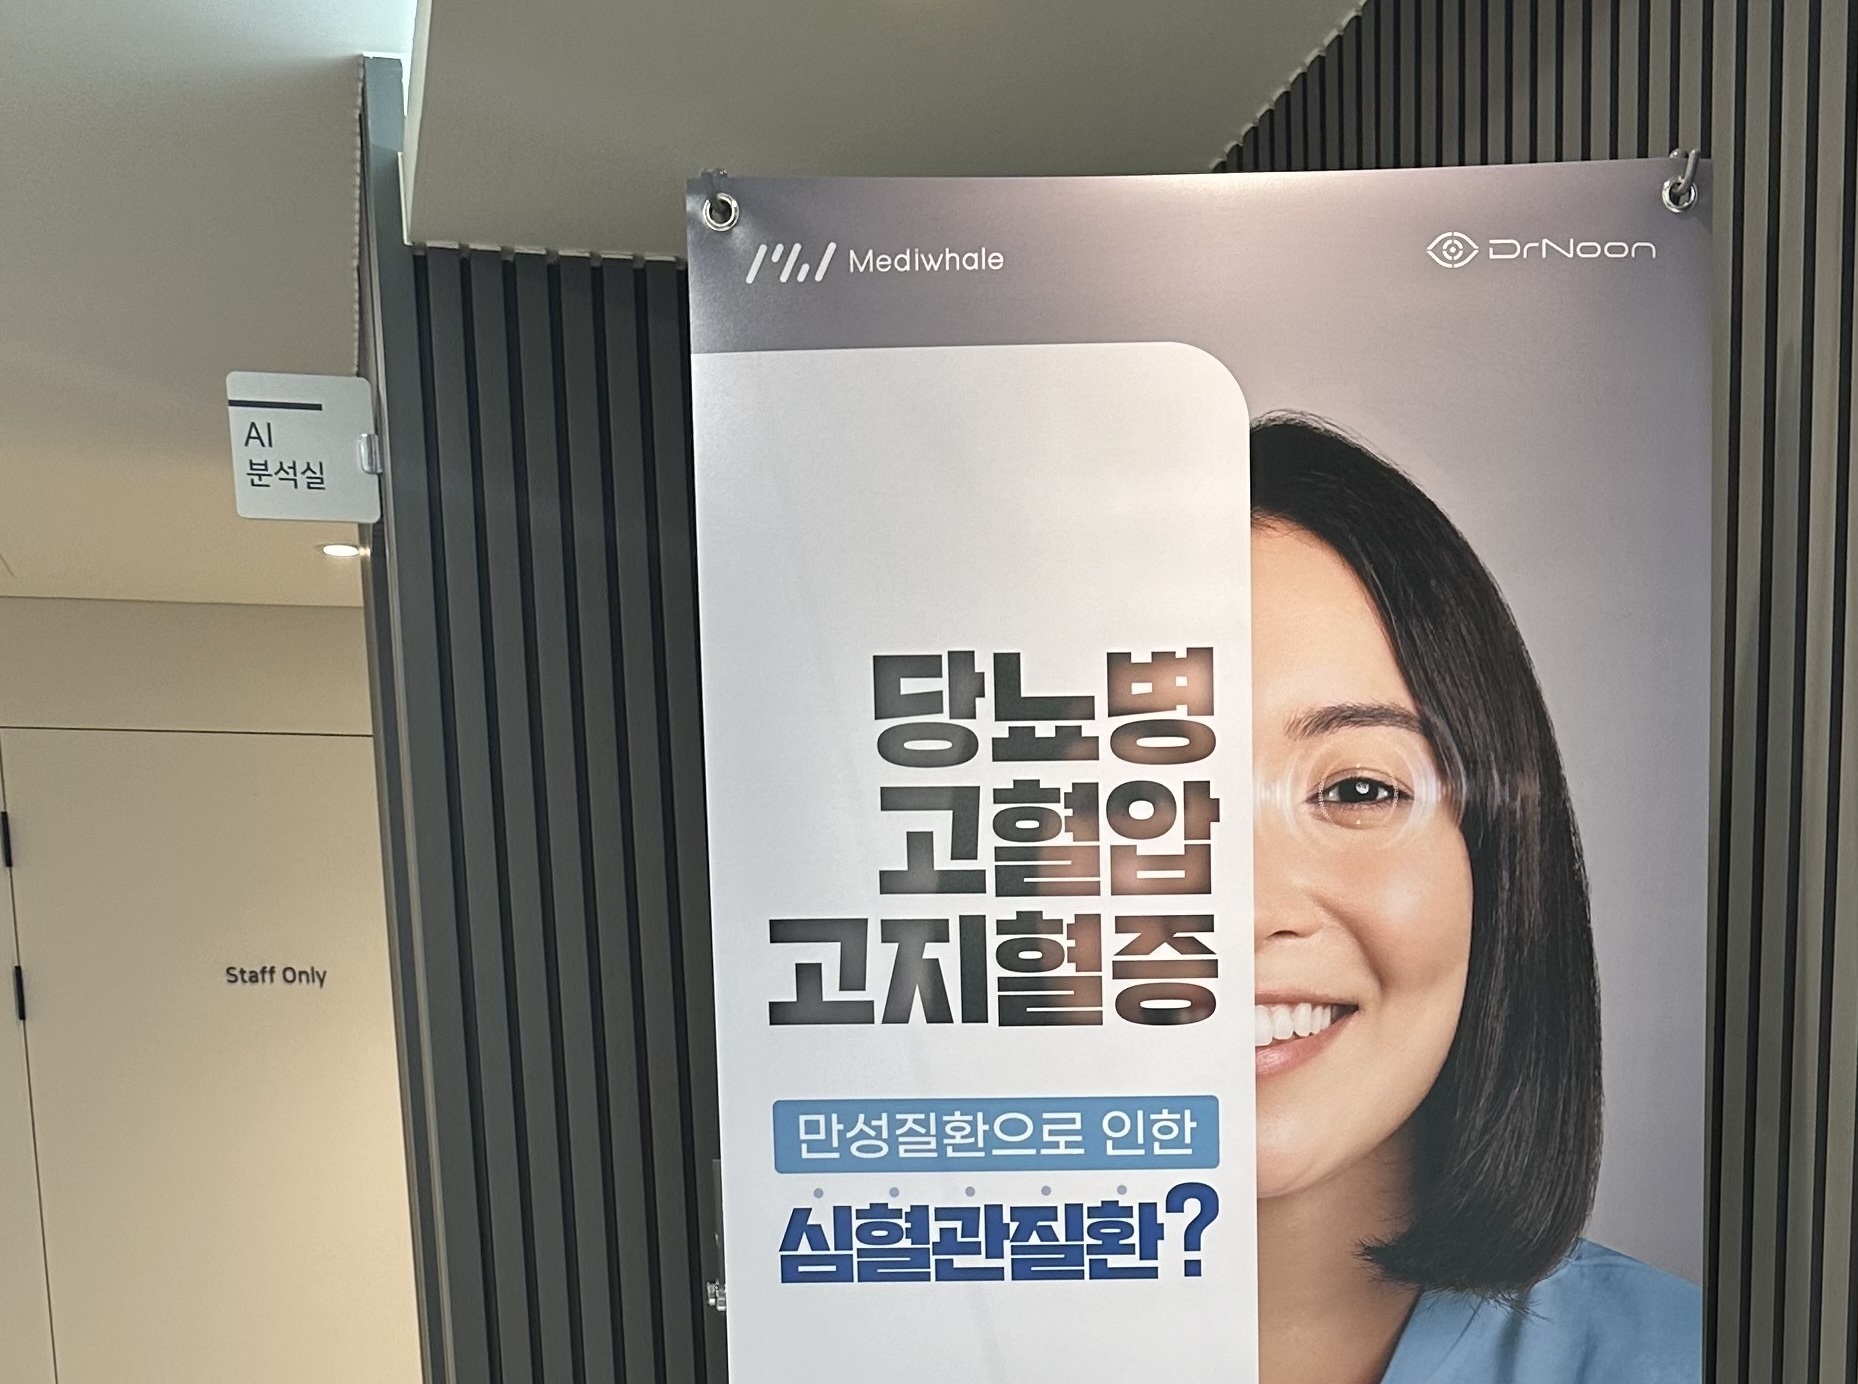 AI
분석실
Staff Only
Mediwhale
DrNoon
당뇨병
고혈압
고지혈증
만성질환으로 인한
심혈관질환?